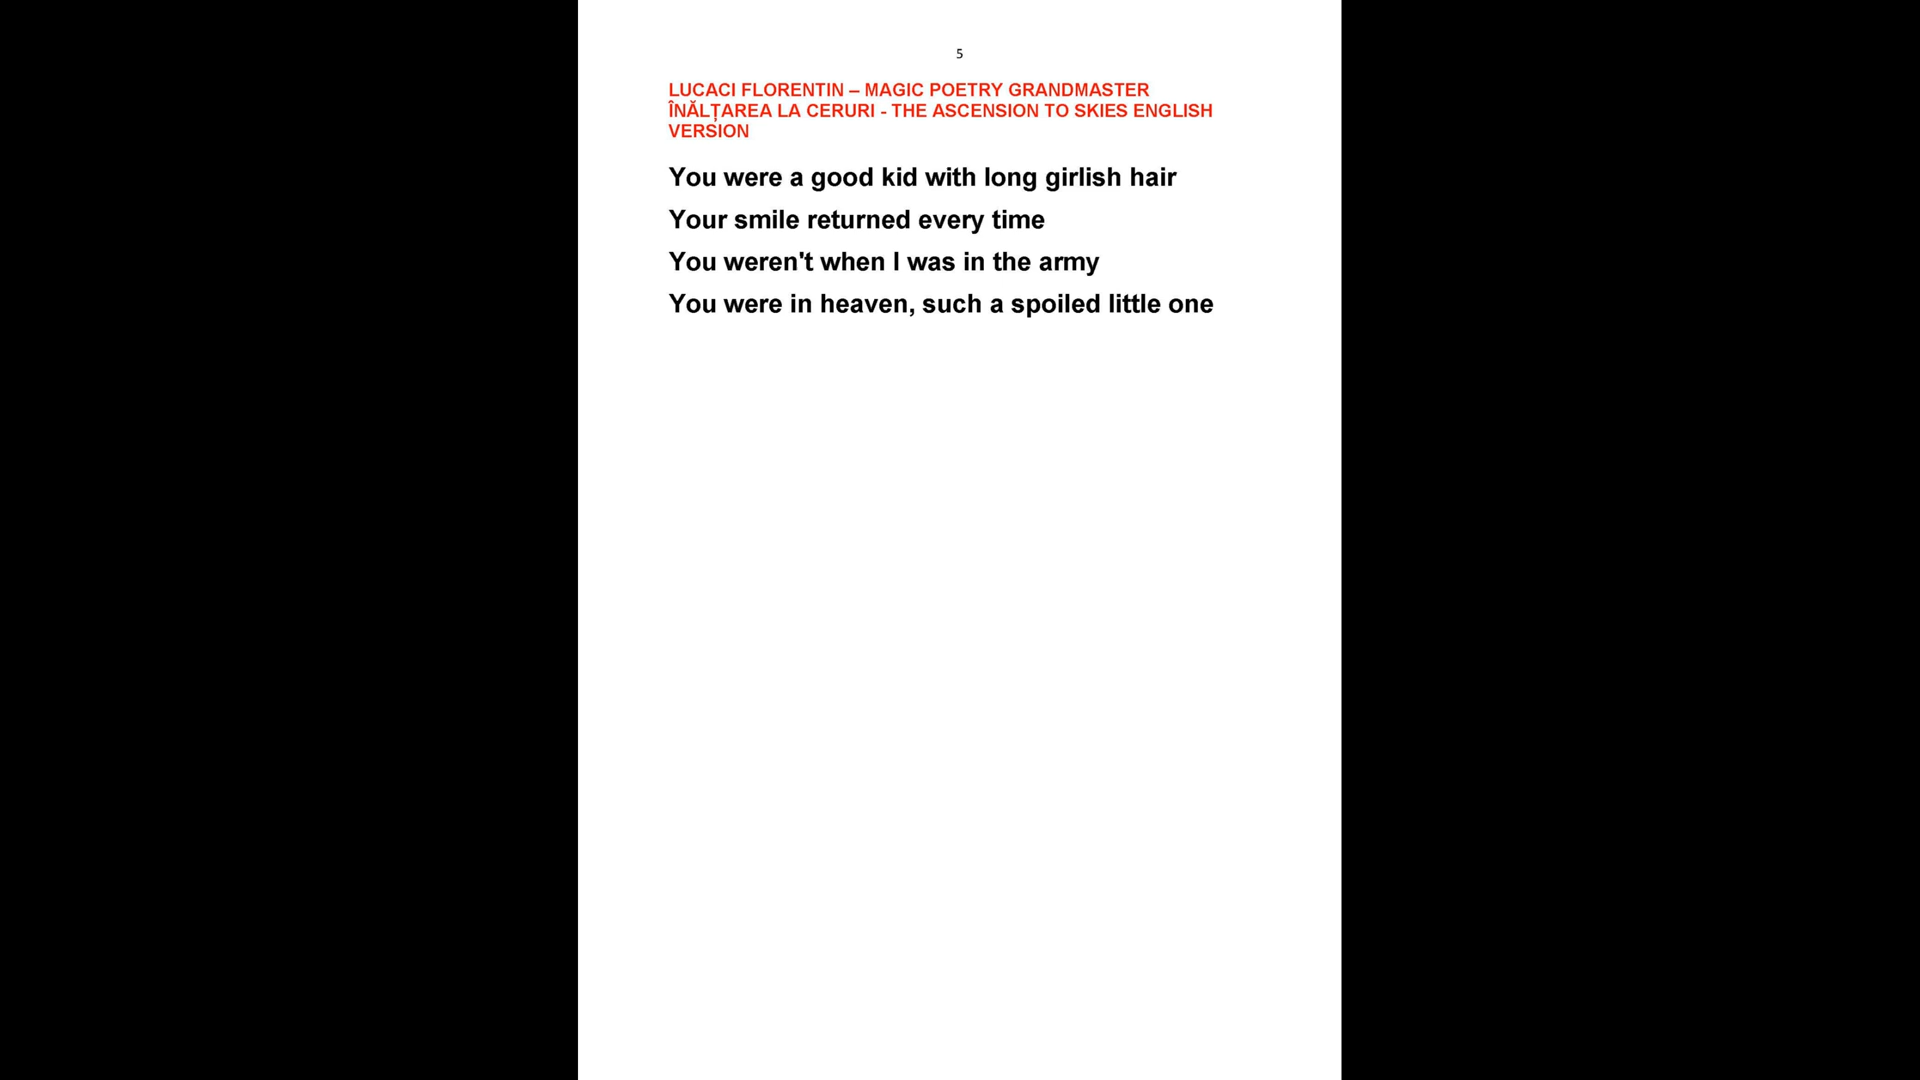 5
LUCACI FLORENTIN – MAGIC POETRY GRANDMASTER
ÎNĂLȚAREA LA CERURI - THE ASCENSION TO SKIES ENGLISH
VERSION
You were a good kid with long girlish hair
Your smile returned every time
You weren't when I was in the army
You were in heaven, such a spoiled little one